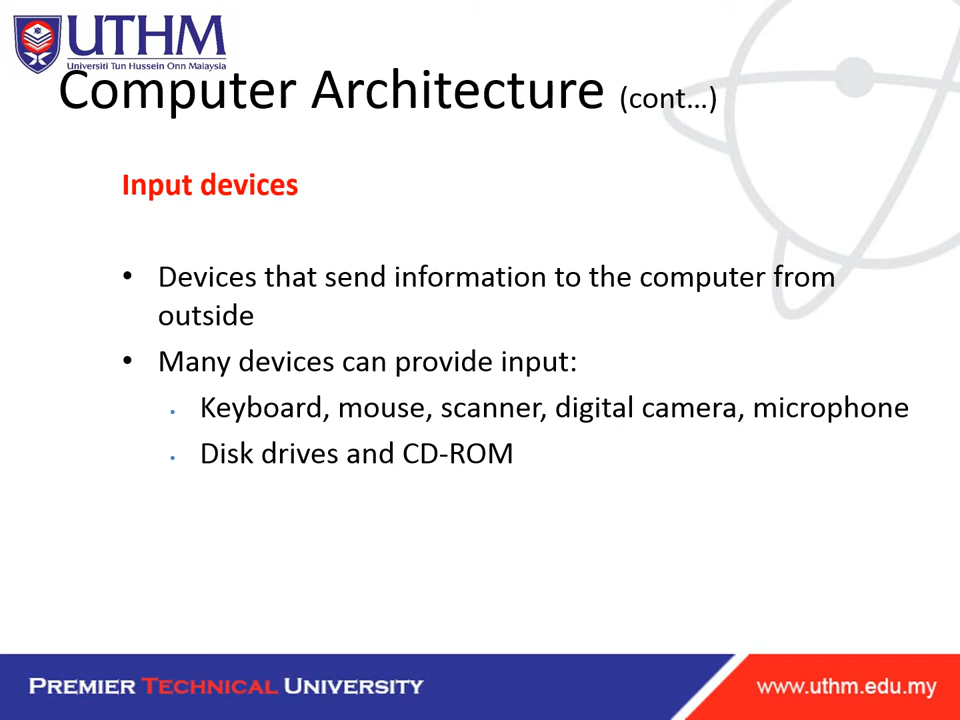 UTHM
Universiti Tun Hussein Onn Malaysia
Computer Architecture (cont…)
Input devices
• Devices that send information to the computer from
outside
• Many devices can provide input:
• Keyboard, mouse, scanner, digital camera, microphone
• Disk drives and CD-ROM
PREMIER TECHNICAL UNIVERSITY
www.uthm.edu.my